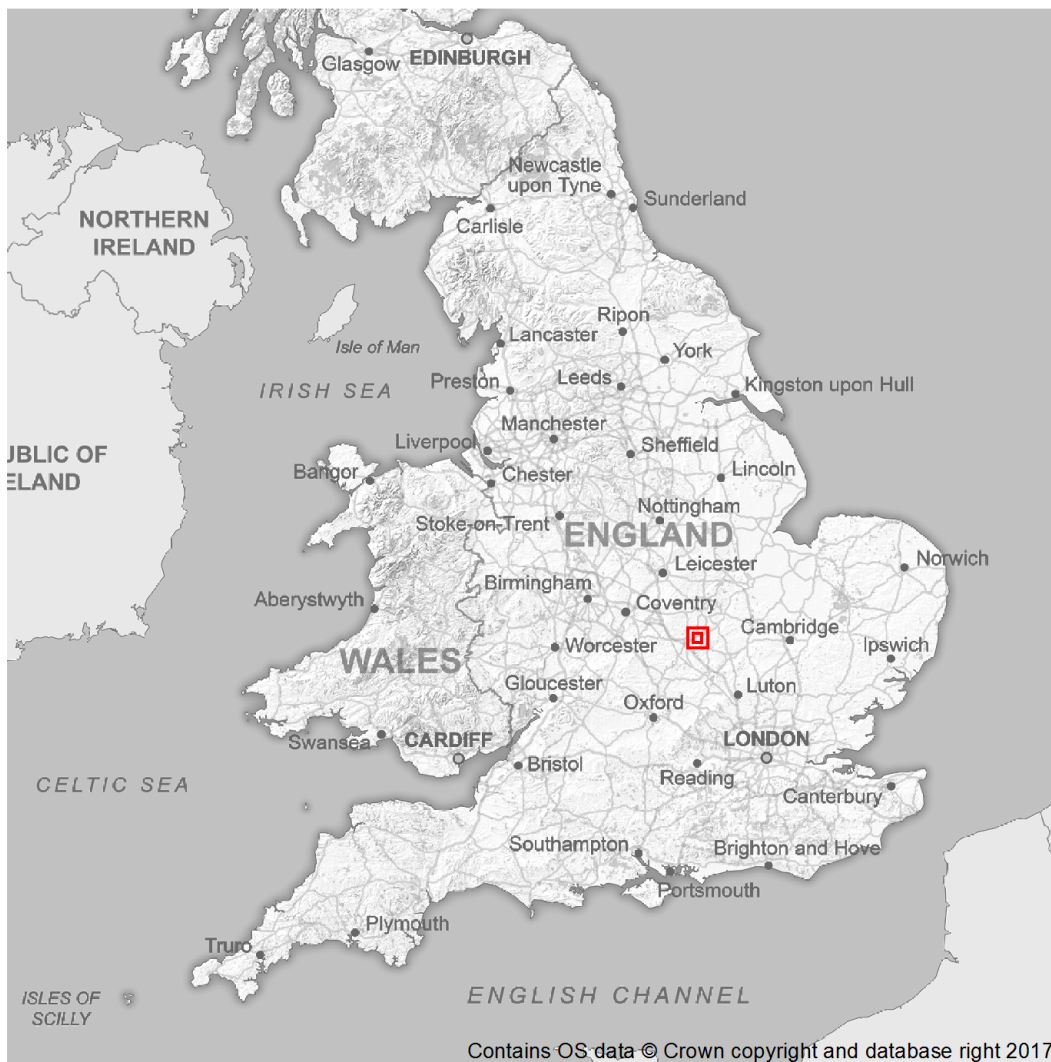 Glasgow
EDINBURGH
Newcastle
upon Tyne
Sunderland
Carlisle
NORTHERN
IRELAND
Ripon
Lancaster
Isle of Man
York
IRISH SEA
Preston
Leeds
Kingston upon Hull
Manchester
Liverpool
Sheffield
UBLIC OF
ELAND
Bangor
Chester
Lincoln
Nottingham
Stoke-on-Trent
ENGLAND
Norwich
Leicester
Birmingham
Aberystwyth
Coventry
Cambridge
Worcester
Ipswich
WALES
Gloucester
Luton
Oxford
Swansea
CARDIFF
LONDON
Bristol
Reading
CELTIC SEA
Canterbury
Southampton
Brighton and Hove
Portsmouth
Plymouth
Truro
ISLES OF
SCILLY
ENGLISH CHANNEL
Contains OS data © Crown copyright and database right 2017